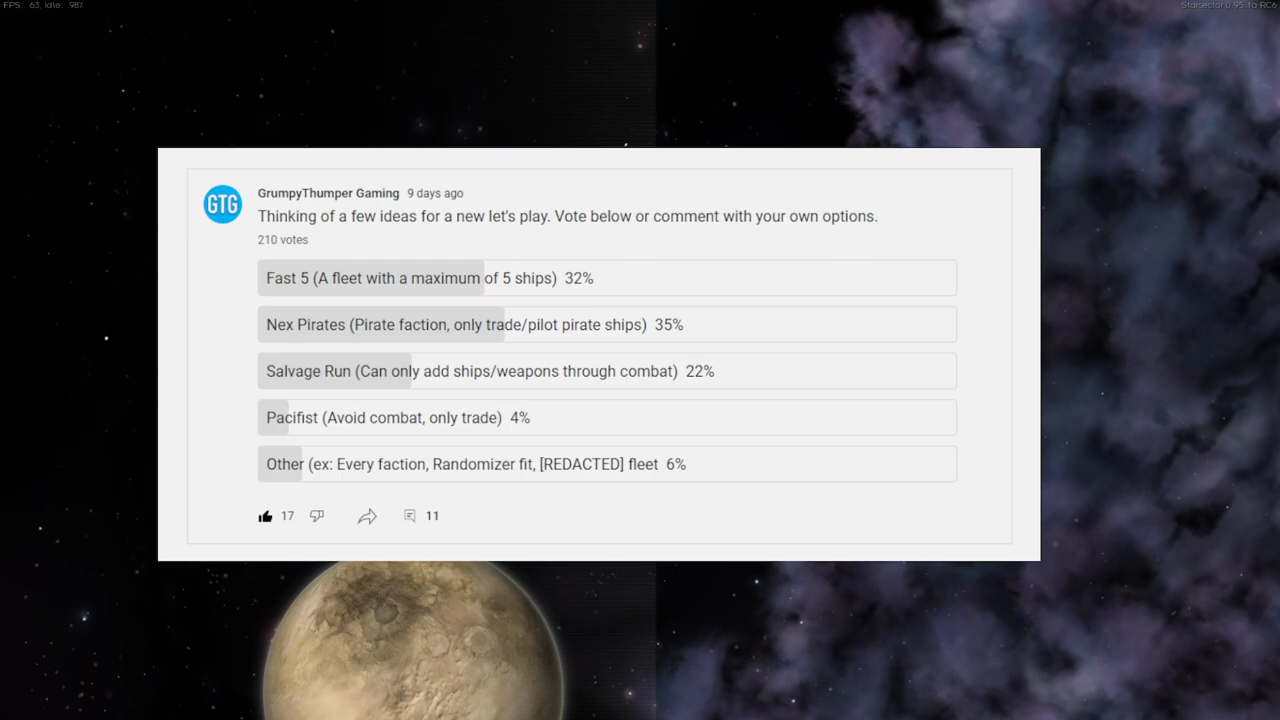 FPS: 63, Idle: 98%
Starsector 0.95.1a-RC6
GTG
GrumpyThumper Gaming 9 days ago
Thinking of a few ideas for a new let's play. Vote below or comment with your own options.
210 votes
Fast 5 (A fleet with a maximum of 5 ships) 32%
Nex Pirates (Pirate faction, only trade/pilot pirate ships) 35%
Salvage Run (Can only add ships/weapons through combat) 22%
Pacifist (Avoid combat, only trade) 4%
Other (ex: Every faction, Randomizer fit, [REDACTED] fleet 6%
17 11